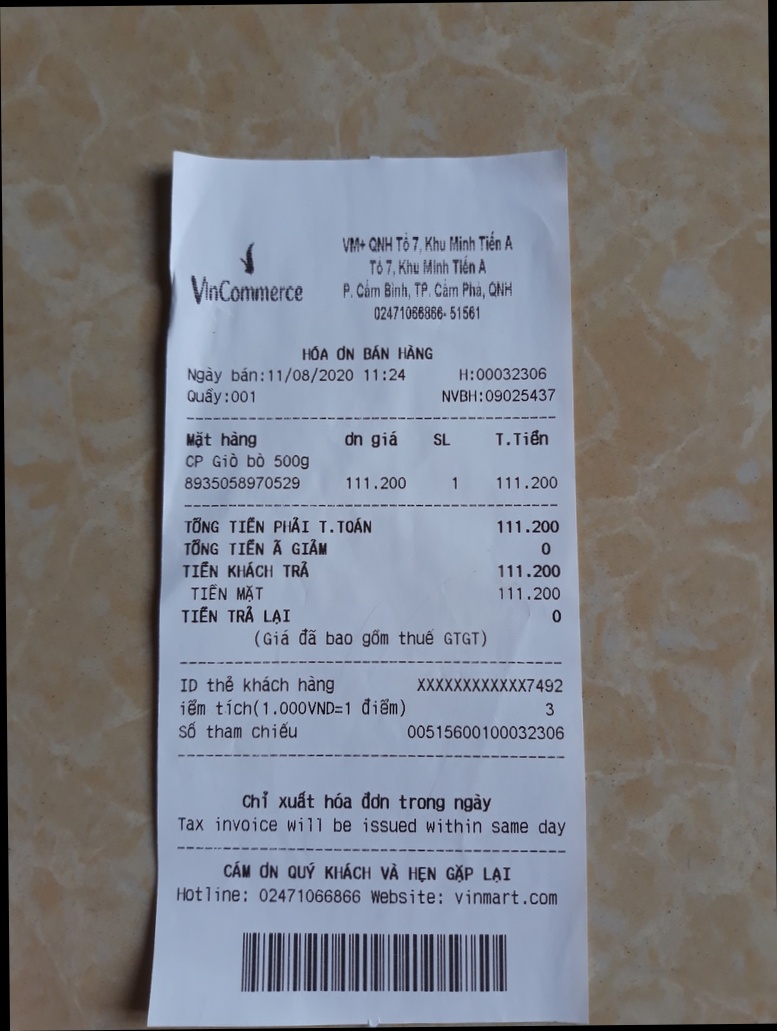 VinCommerce
VM+ QNH Tổ 7, Khu Minh Tiến A
Tổ 7, Khu Minh Tiến A
P. Cẩm Bình, TP. Cẩm Phả, QNH
02471066866-51561
HÓA ƠN BÁN HÀNG
Ngày bán:11/08/2020 11:24 H:00032306
Quầy:001 NVBH:09025437
Mặt hàng ơn giá SL T.Tiền
CP Giò bò 500g
8935058970529 111.200 1 111.200
TỔNG TIỀN PHẢI T.TOÁN 111.200
TỔNG TIỀN Ã GIẢM 0
TIỀN KHÁCH TRẢ 111.200
TIỀN MẶT 111.200
TIỀN TRẢ LẠI 0
(Giá đã bao gồm thuế GTGT)
ID thẻ khách hàng XXXXXXXXXXXX7492
iểm tích(1.000VND=1 điểm) 3
Số tham chiếu 00515600100032306
Chỉ xuất hóa đơn trong ngày
Tax invoice will be issued within same day
CÁM ƠN QUÝ KHÁCH VÀ HẸN GẶP LẠI
Hotline: 02471066866 Website: vinmart.com